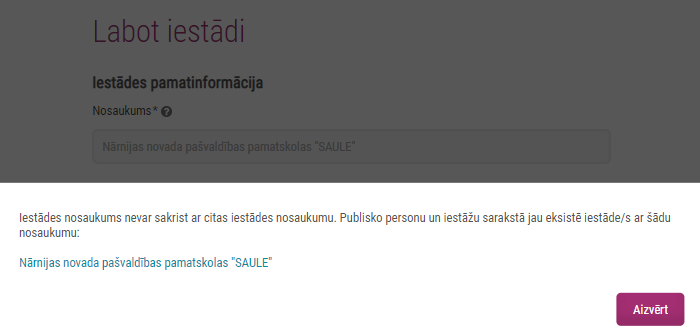 Labot iestādi
Iestādes pamatinformācija
Nosaukums*
Nārnijas novada pašvaldības pamatskolas "SAULE"
Iestādes nosaukums nevar sakrist ar citas iestādes nosaukumu. Publisko personu un iestāžu sarakstā jau eksistē iestāde/s ar šādu
nosaukumu:
Nārnijas novada pašvaldības pamatskolas "SAULE"
Aizvērt